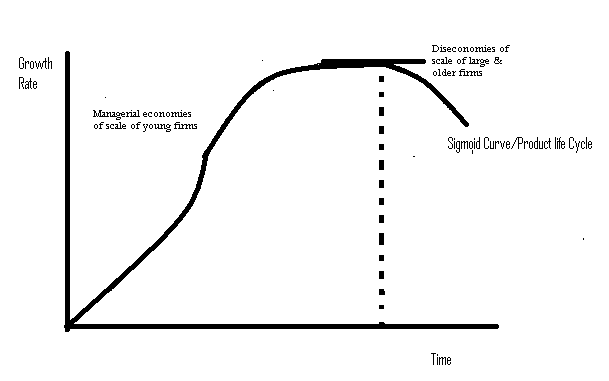 Growth
Rate
Diseconomies of
scale of large &
older firms
Managerial economies
of scale of young firms
Sigmoid Curve/Product life Cycle
Time